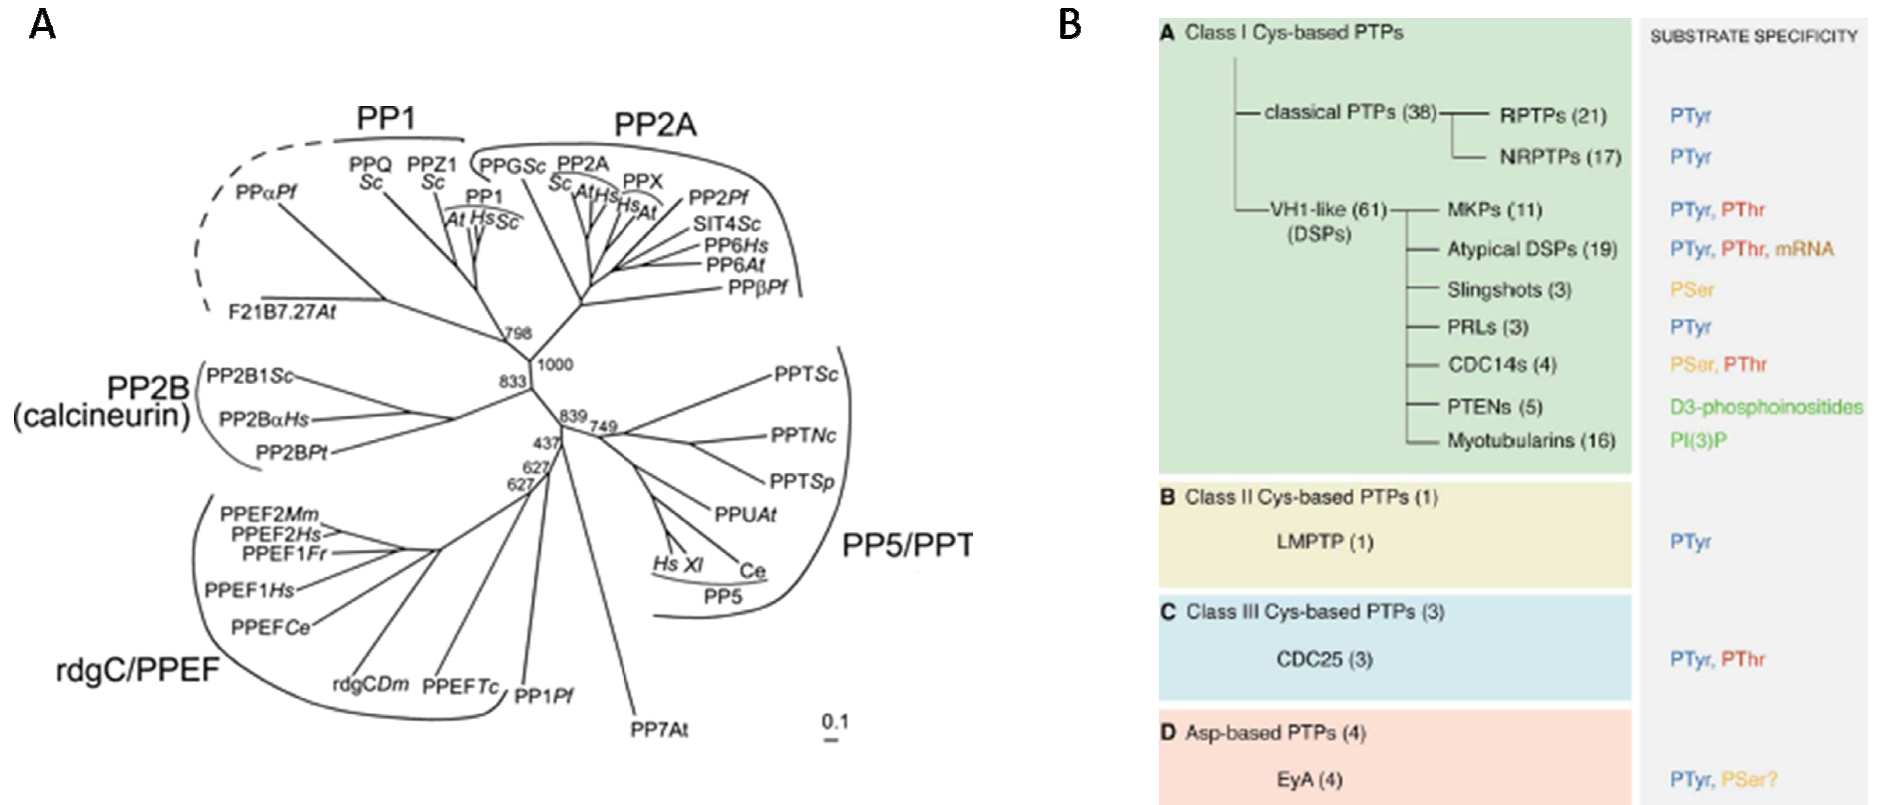 A
PP1
PP2A
PPQ
Sc
PPZ1
Sc
PPGSc
PP2A
Sc
At
Hs
PPX
Hs
At
PPαPf
PP1
At
Hs
Sc
PP2Pf
SIT4Sc
PP6Hs
PP6At
PPβPf
F21B7.27At
798
1000
833
PP2B
(calcineurin)
PP2B1Sc
PP2BαHs
PP2BPt
839
749
437
627
627
PPTSc
PPTNc
PPTSp
PPUAt
Hs Xl
Ce
PP5
PP5/PPT
PPEF2Mm
PPEF2Hs
PPEF1Fr
PPEF1Hs
PPEFCe
rdgC/PPEF
rdgCDm
PPEFTc
PP1Pf
PP7At
0.1
B
A Class I Cys-based PTPs
SUBSTRATE SPECIFICITY
classical PTPs (38)
RPTPs (21)
PTyr
NRPTPs (17)
PTyr
VH1-like (61)
(DSPs)
MKPs (11)
PTyr, PThr
Atypical DSPs (19)
PTyr, PThr, mRNA
Slingshots (3)
PSer
PRLs (3)
PTyr
CDC14s (4)
PSer, PThr
PTENs (5)
D3-phosphoinositides
Myotubularins (16)
PI(3)P
B Class II Cys-based PTPs (1)
LMPTP (1)
PTyr
C Class III Cys-based PTPs (3)
CDC25 (3)
PTyr, PThr
D Asp-based PTPs (4)
EyA (4)
PTyr, PSer?